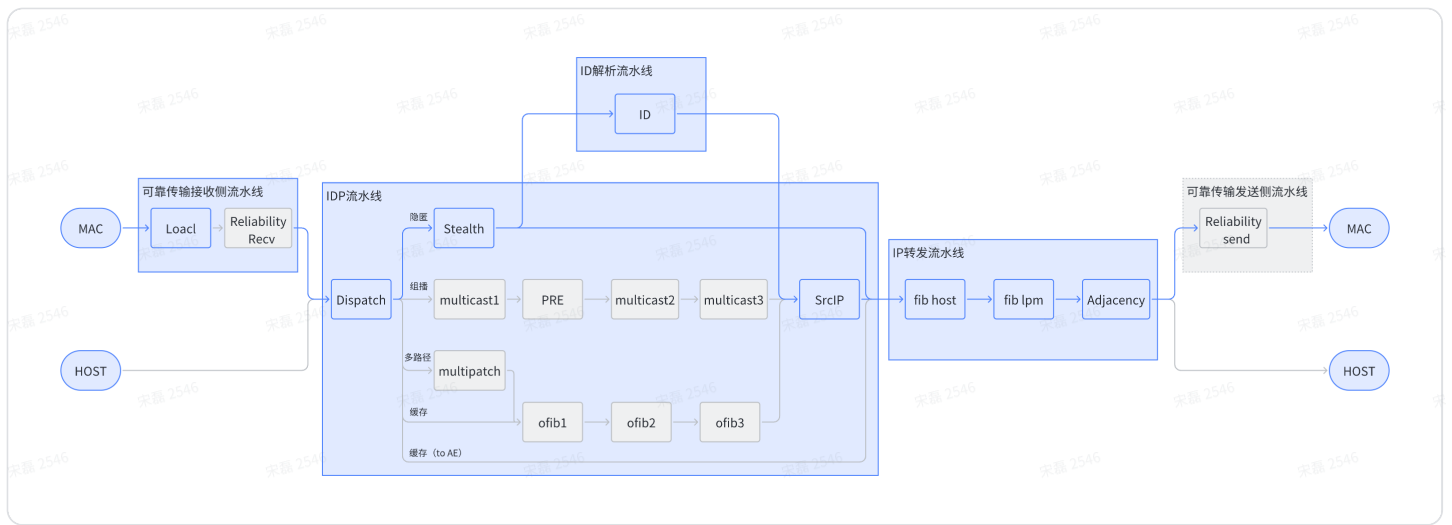 ID解析流水线
ID
可靠传输接收侧流水线
MAC
Loacl
Reliability
Recv
HOST
IDP流水线
隐匿
Stealth
Dispatch
组播
multicast1
PRE
multicast2
multicast3
SrcIP
多路径
multipatch
缓存
ofib1
ofib2
ofib3
缓存（to AE）
IP转发流水线
fib host
fib lpm
Adjacency
可靠传输发送侧流水线
Reliability
send
MAC
HOST
宋磊 2546